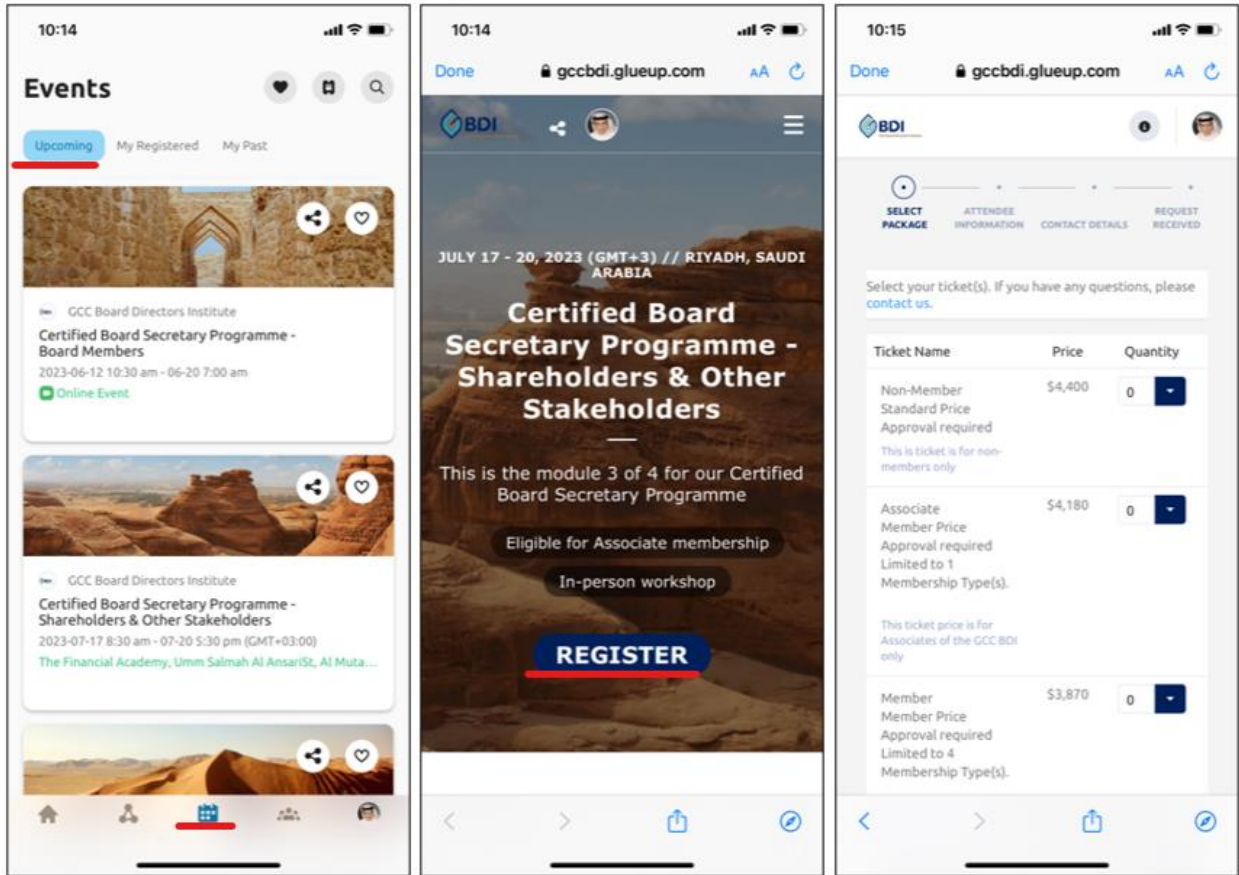 10:14
Events
Upcoming
My Registered
My Past
GCC Board Directors Institute
Certified Board Secretary Programme -
Board Members
2023-06-12 10:30 am - 06-20 7:00 am
Online Event
GCC Board Directors Institute
Certified Board Secretary Programme -
Shareholders & Other Stakeholders
2023-07-17 8:30 am - 07-20 5:30 pm (GMT+03:00)
The Financial Academy, Umm Salmah Al AnsariSt, Al Muta...
10:14
Done
gccbdi.glueup.com
AA
BDI
JULY 17 - 20, 2023 (GMT+3) // RIYADH, SAUDI
ARABIA
Certified Board
Secretary Programme -
Shareholders & Other
Stakeholders
This is the module 3 of 4 for our Certified
Board Secretary Programme
Eligible for Associate membership
In-person workshop
REGISTER
10:15
Done
gccbdi.glueup.com
AA
BDI
SELECT
PACKAGE
ATTENDEE
INFORMATION
CONTACT DETAILS
REQUEST
RECEIVED
Select your ticket(s). If you have any questions, please
contact us.
Ticket Name Price Quantity
Non-Member $4,400 0
Standard Price
Approval required
This is ticket is for non-
members only
Associate $4,180 0
Member Price
Approval required
Limited to 1
Membership Type(s).
This ticket price is for
Associates of the GCC BDI
only
Member $3,870 0
Member Price
Approval required
Limited to 4
Membership Type(s).